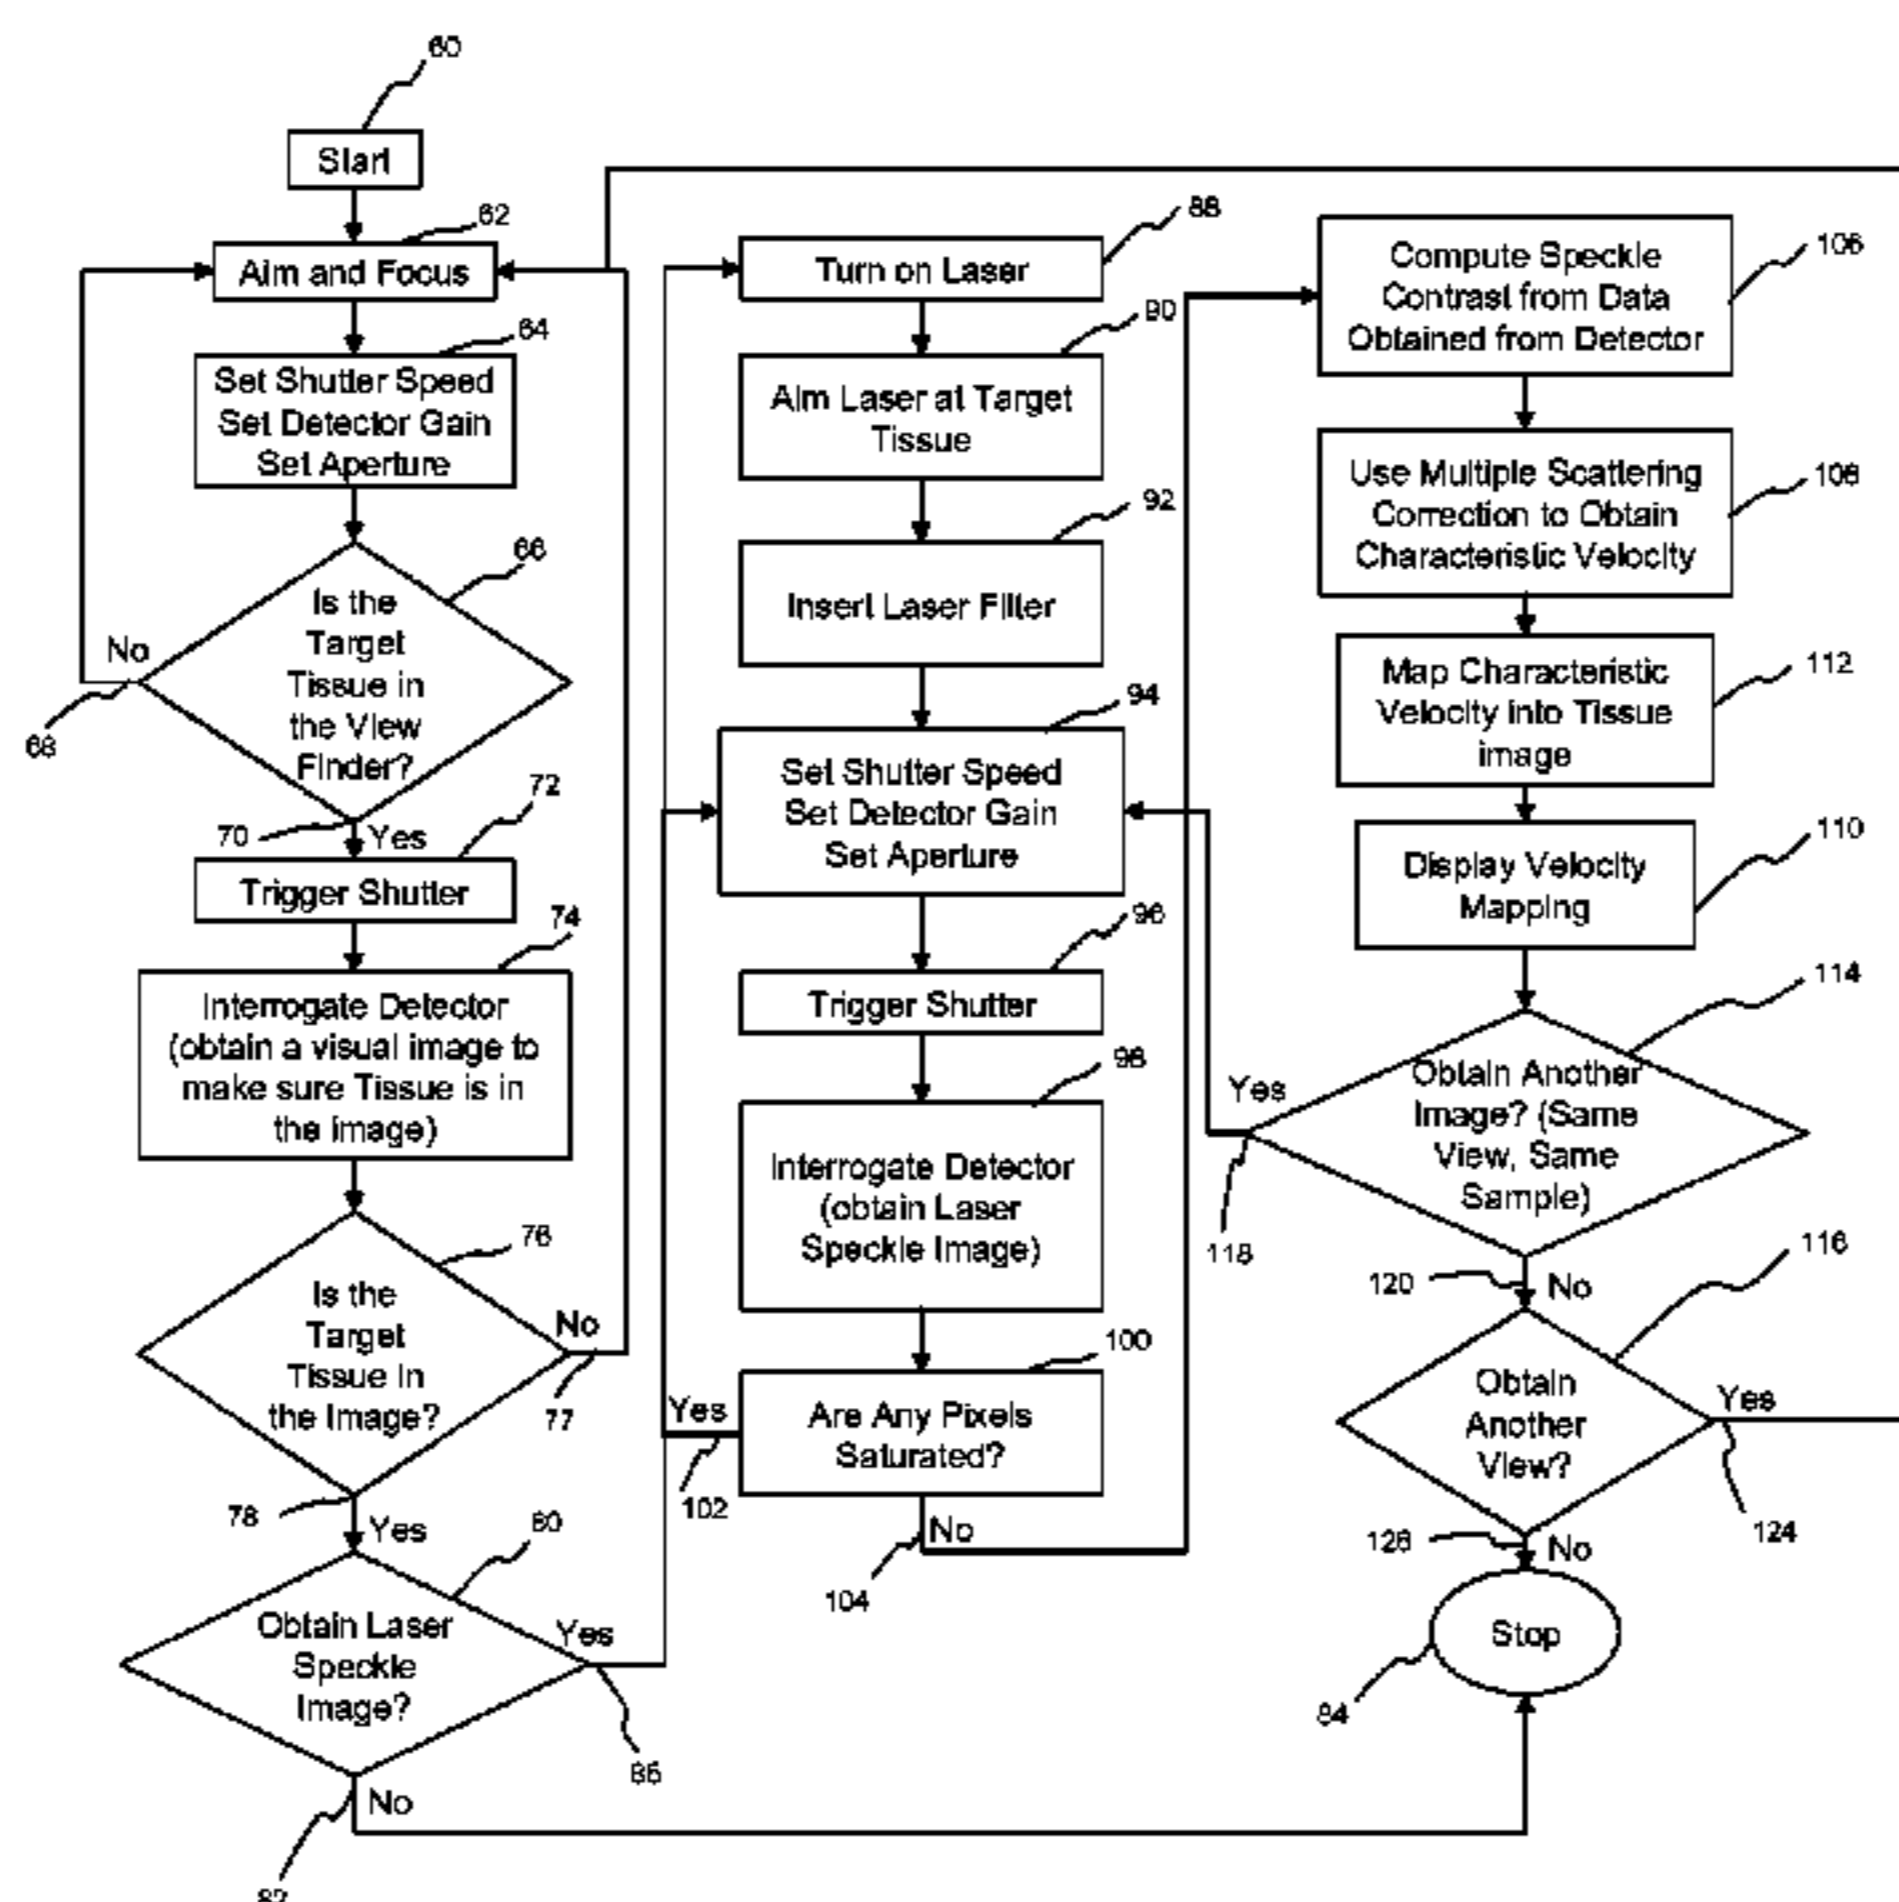 60
Start
62
Aim and Focus
64
Set Shutter Speed
Set Detector Gain
Set Aperture
66
Is the
Target
Tissue in
the View
Finder?
No
68
70
Yes
72
Trigger Shutter
74
Interrogate Detector
(obtain a visual image to
make sure Tissue is in
the image)
76
Is the
Target
Tissue in
the Image?
No
77
78
Yes
80
Obtain Laser
Speckle
Image?
Yes
86
No
82
88
Turn on Laser
90
Aim Laser at Target
Tissue
92
Insert Laser Filter
94
Set Shutter Speed
Set Detector Gain
Set Aperture
96
Trigger Shutter
98
Interrogate Detector
(obtain Laser
Speckle Image)
100
Are Any Pixels
Saturated?
Yes
102
No
104
106
Compute Speckle
Contrast from Data
Obtained from Detector
108
Use Multiple Scattering
Correction to Obtain
Characteristic Velocity
112
Map Characteristic
Velocity into Tissue
image
110
Display Velocity
Mapping
114
Obtain Another
Image? (Same
View, Same
Sample)
Yes
118
120
No
116
Obtain
Another
View?
Yes
124
126
No
Stop
84